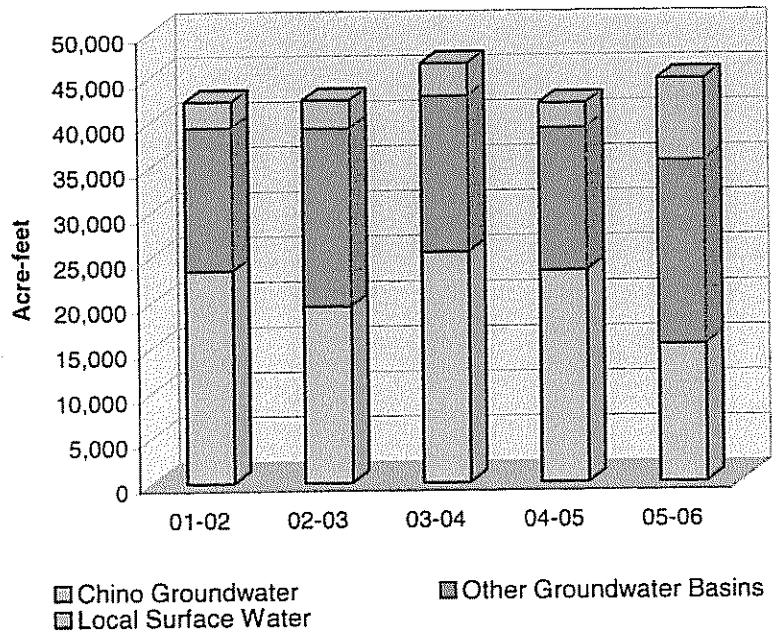 50,000
45,000
40,000
35,000
30,000
25,000
20,000
15,000
10,000
5,000
0
Acre-feet
01-02 02-03 03-04 04-05 05-06
Chino Groundwater Other Groundwater Basins
Local Surface Water